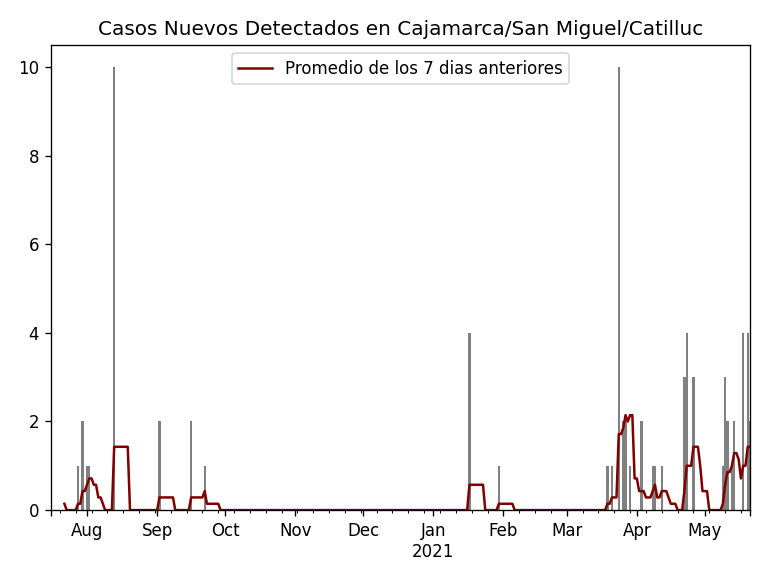 Casos Nuevos Detectados en Cajamarca/San Miguel/Catilluc
Promedio de los 7 dias anteriores
10
8
6
4
2
0
Aug Sep Oct Nov Dec Jan Feb Mar Apr May
2021